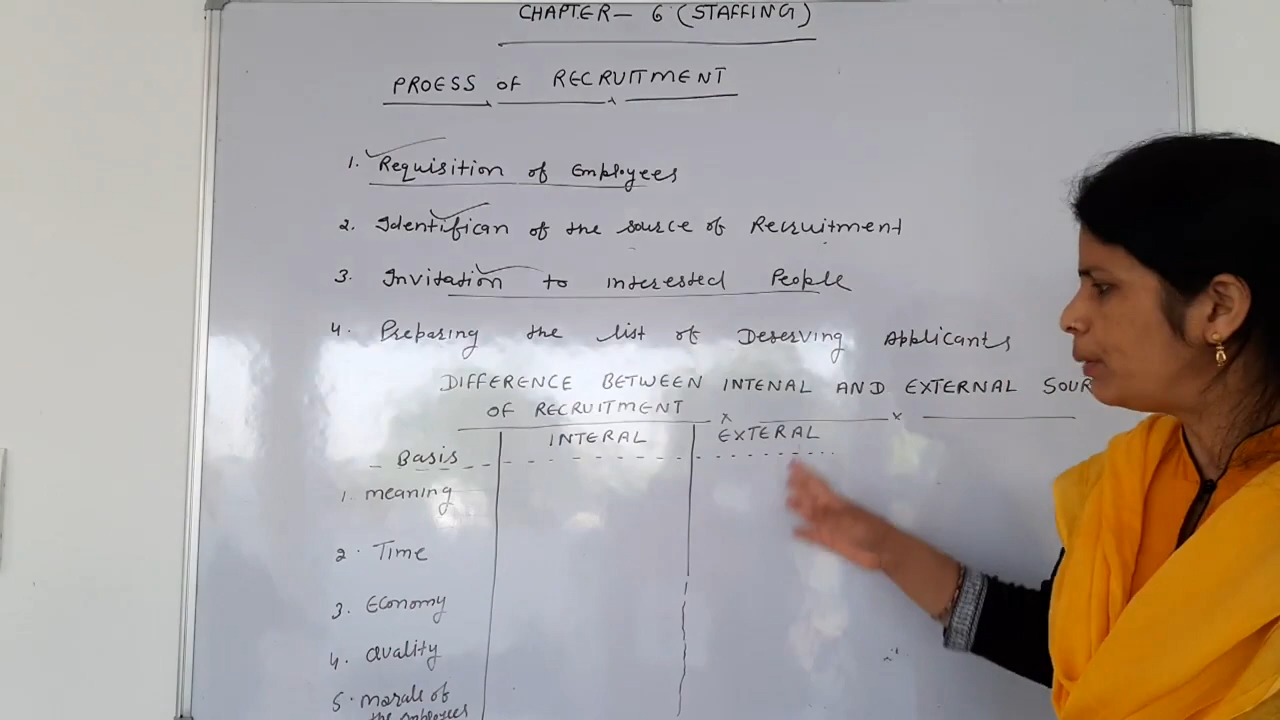 CHAPTER- 6 (STAFFING)
PROESS of RECRUITMENT
1. Requisition of Employees
2. Identifican of the source of Recruitment
3. Invitation to interested People
4. Preparing the list of Deserving Applicants
DIFFERENCE BETWEEN INTENAL AND EXTERNAL SOUR
OF RECRUITMENT
Basis INTERAL EXTERAL
1. meaning
2. Time
3. Economy
4. Quality
5. morale of
the employees